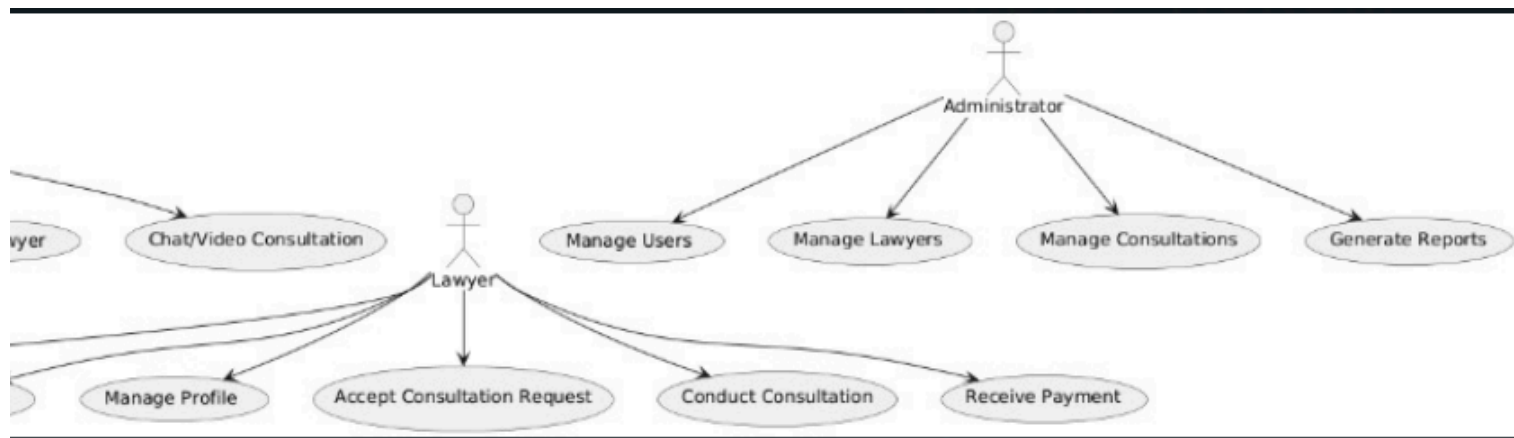 Administrator
wyer
Chat/Video Consultation
Manage Users
Manage Lawyers
Manage Consultations
Generate Reports
Lawyer
Manage Profile
Accept Consultation Request
Conduct Consultation
Receive Payment